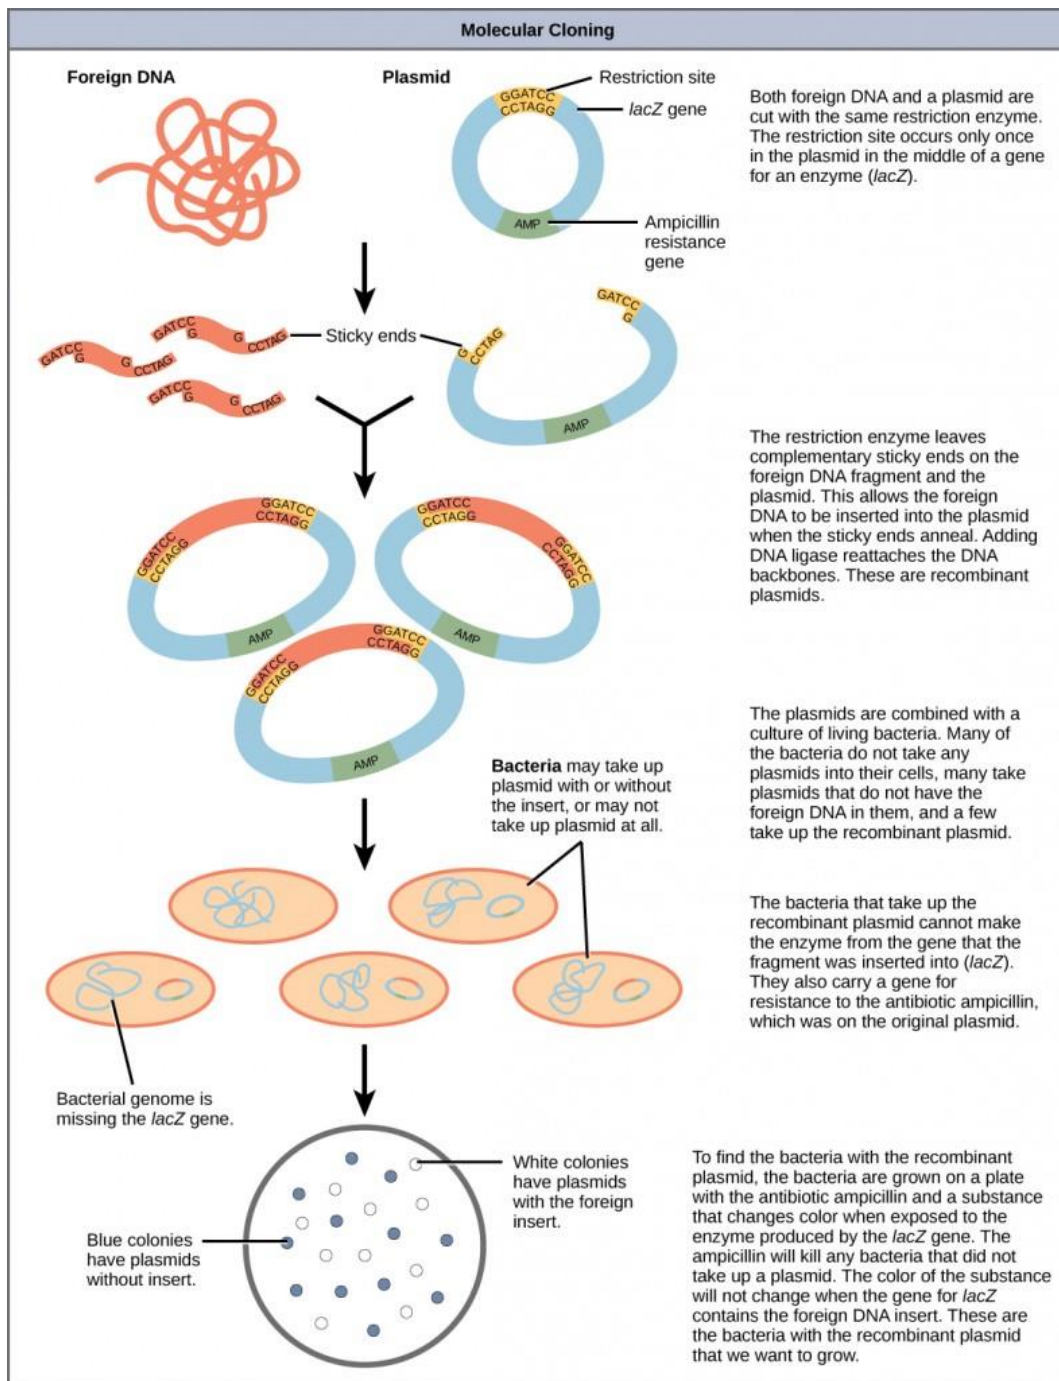 Molecular Cloning
Foreign DNA
Plasmid
Restriction site
GGATCC
CCTAGG
lacZ gene
AMP
Ampicillin
resistance
gene
Both foreign DNA and a plasmid are
cut with the same restriction enzyme.
The restriction site occurs only once
in the plasmid in the middle of a gene
for an enzyme (lacZ).
GATCC
G
G
CCTAG
GATCC
G
G
CCTAG
GATCC
G
G
CCTAG
Sticky ends
G
CCTAG
GATCC
G
AMP
The restriction enzyme leaves
complementary sticky ends on the
foreign DNA fragment and the
plasmid. This allows the foreign
DNA to be inserted into the plasmid
when the sticky ends anneal. Adding
DNA ligase reattaches the DNA
backbones. These are recombinant
plasmids.
GGATCC
CCTAGG
GGATCC
CCTAGG
AMP
GGATCC
CCTAGG
GGATCC
CCTAGG
AMP
GGATCC
CCTAGG
GGATCC
CCTAGG
AMP
The plasmids are combined with a
culture of living bacteria. Many of
the bacteria do not take any
plasmids into their cells, many take
plasmids that do not have the
foreign DNA in them, and a few
take up the recombinant plasmid.
Bacteria may take up
plasmid with or without
the insert, or may not
take up plasmid at all.
The bacteria that take up the
recombinant plasmid cannot make
the enzyme from the gene that the
fragment was inserted into (lacZ).
They also carry a gene for
resistance to the antibiotic ampicillin,
which was on the original plasmid.
Bacterial genome is
missing the lacZ gene.
White colonies
have plasmids
with the foreign
insert.
Blue colonies
have plasmids
without insert.
To find the bacteria with the recombinant
plasmid, the bacteria are grown on a plate
with the antibiotic ampicillin and a substance
that changes color when exposed to the
enzyme produced by the lacZ gene. The
ampicillin will kill any bacteria that did not
take up a plasmid. The color of the substance
will not change when the gene for lacZ
contains the foreign DNA insert. These are
the bacteria with the recombinant plasmid
that we want to grow.